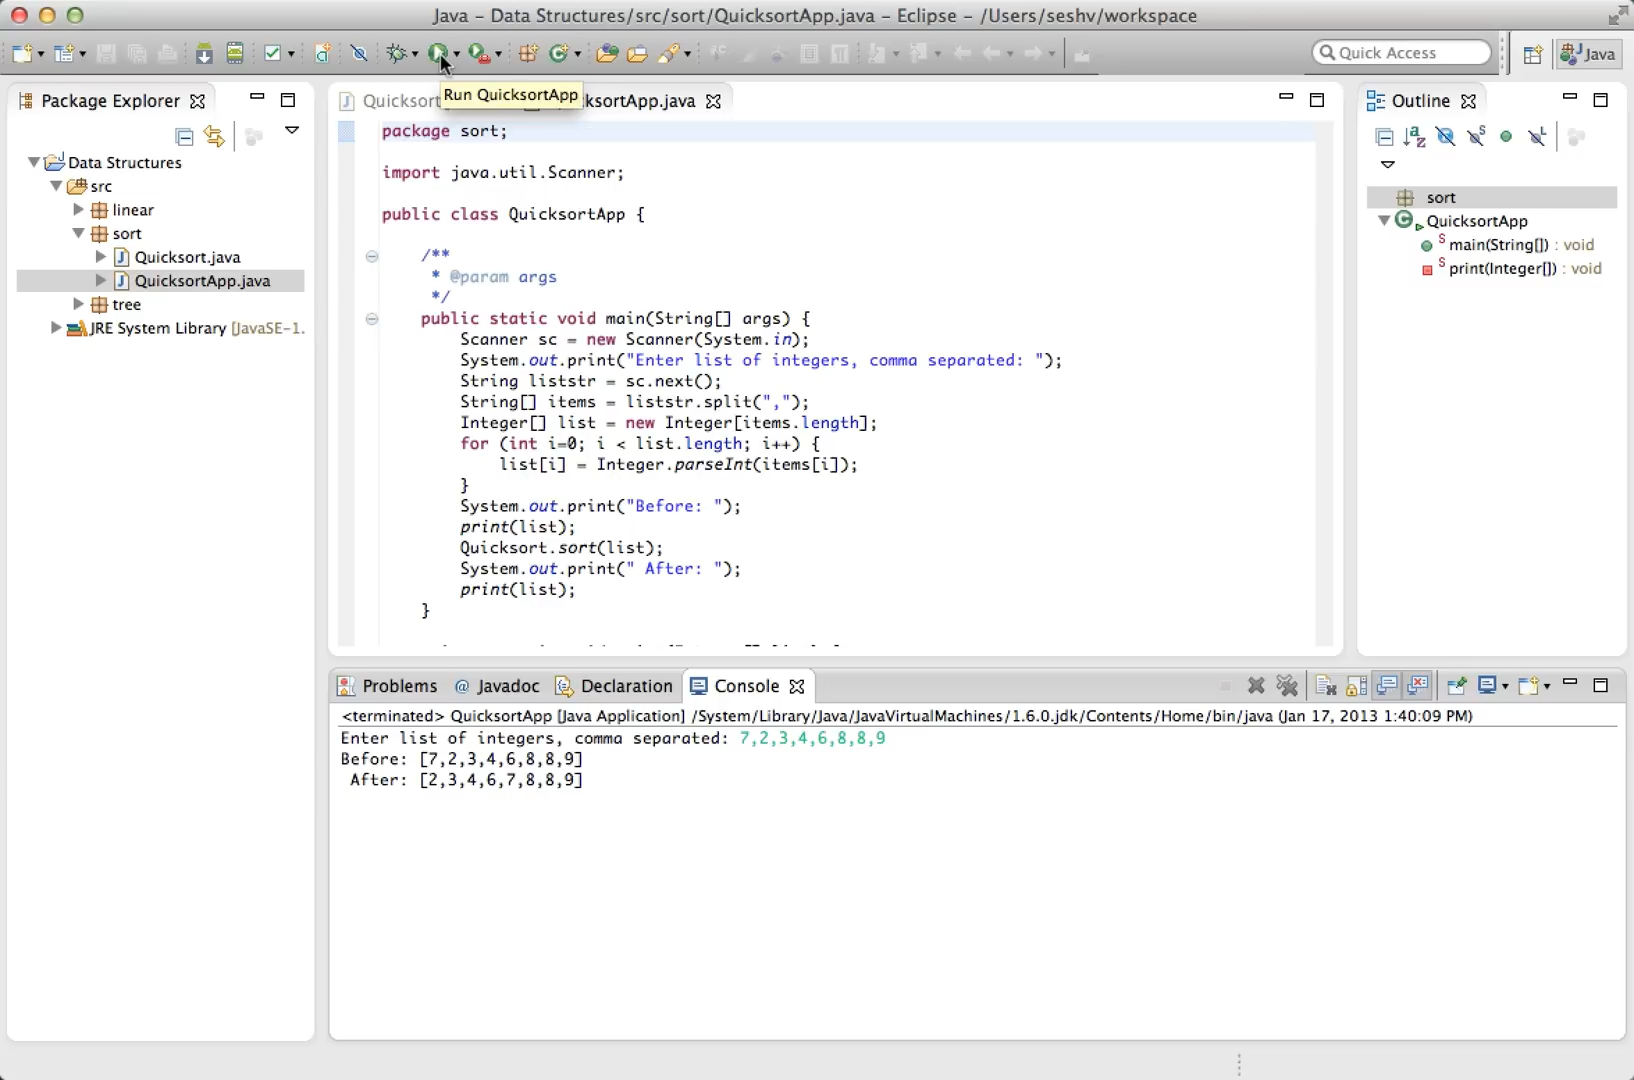 Java – Data Structures/src/sort/QuicksortApp.java – Eclipse – /Users/seshv/workspace
Quick Access
Java
Run QuicksortApp
Package Explorer
Data Structures
src
linear
sort
Quicksort.java
QuicksortApp.java
tree
JRE System Library [JavaSE-1.
Quicksort
ksortApp.java
package sort;
import java.util.Scanner;
public class QuicksortApp {
/**
* @param args
*/
public static void main(String[] args) {
Scanner sc = new Scanner(System.in);
System.out.print("Enter list of integers, comma separated: ");
String liststr = sc.next();
String[] items = liststr.split(",");
Integer[] list = new Integer[items.length];
for (int i=0; i < list.length; i++) {
list[i] = Integer.parseInt(items[i]);
}
System.out.print("Before: ");
print(list);
Quicksort.sort(list);
System.out.print(" After: ");
print(list);
}
Outline
sort
QuicksortApp
main(String[]) : void
print(Integer[]) : void
Problems
@ Javadoc
Declaration
Console
<terminated> QuicksortApp [Java Application] /System/Library/Java/JavaVirtualMachines/1.6.0.jdk/Contents/Home/bin/java (Jan 17, 2013 1:40:09 PM)
Enter list of integers, comma separated: 7,2,3,4,6,8,8,9
Before: [7,2,3,4,6,8,8,9]
After: [2,3,4,6,7,8,8,9]